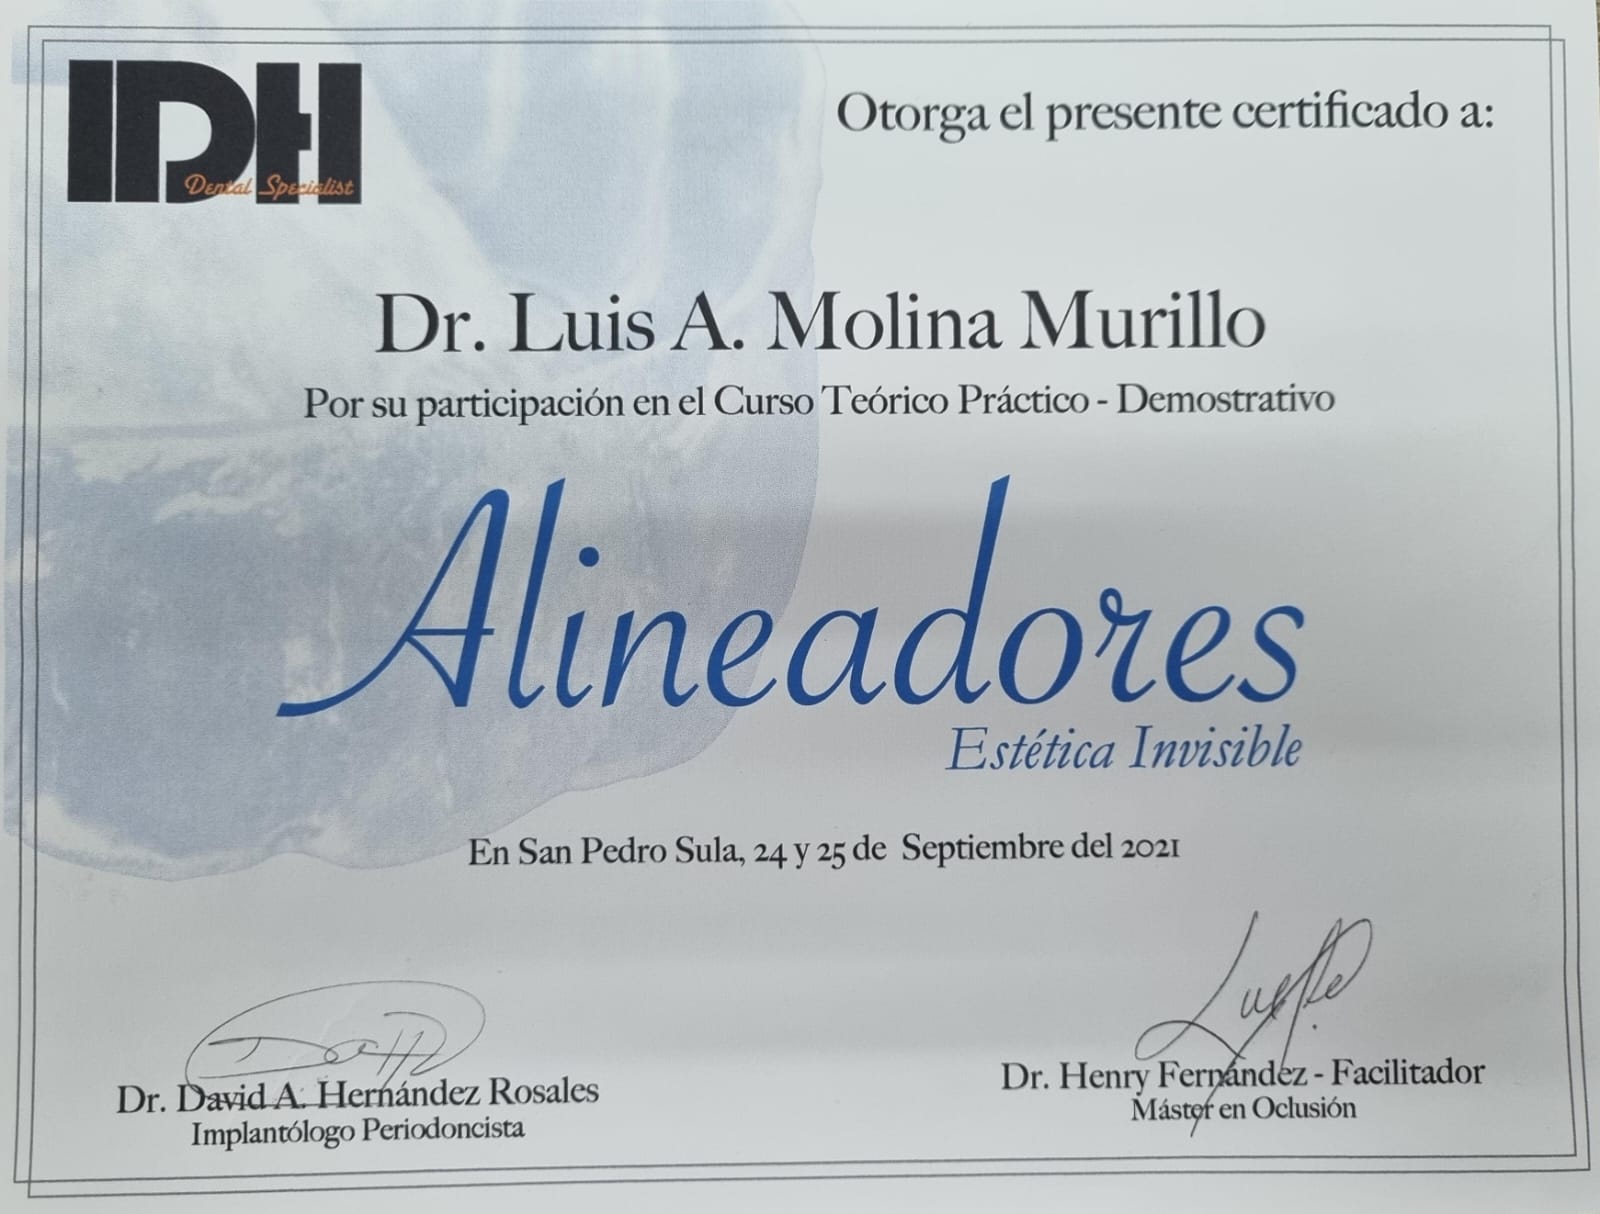 IDH
Dental Specialist
Otorga el presente certificado a:
Dr. Luis A. Molina Murillo
Por su participación en el Curso Teórico Práctico - Demostrativo
Alineadores
Estética Invisible
En San Pedro Sula, 24 y 25 de Septiembre del 2021
Dr. David A. Hernández Rosales
Implantólogo Periodoncista
Dr. Henry Fernández - Facilitador
Máster en Oclusión